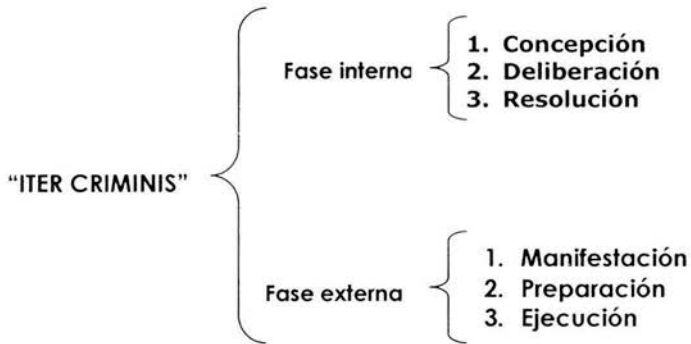 "ITER CRIMINIS"
Fase interna
1. Concepción
2. Deliberación
3. Resolución
Fase externa
1. Manifestación
2. Preparación
3. Ejecución